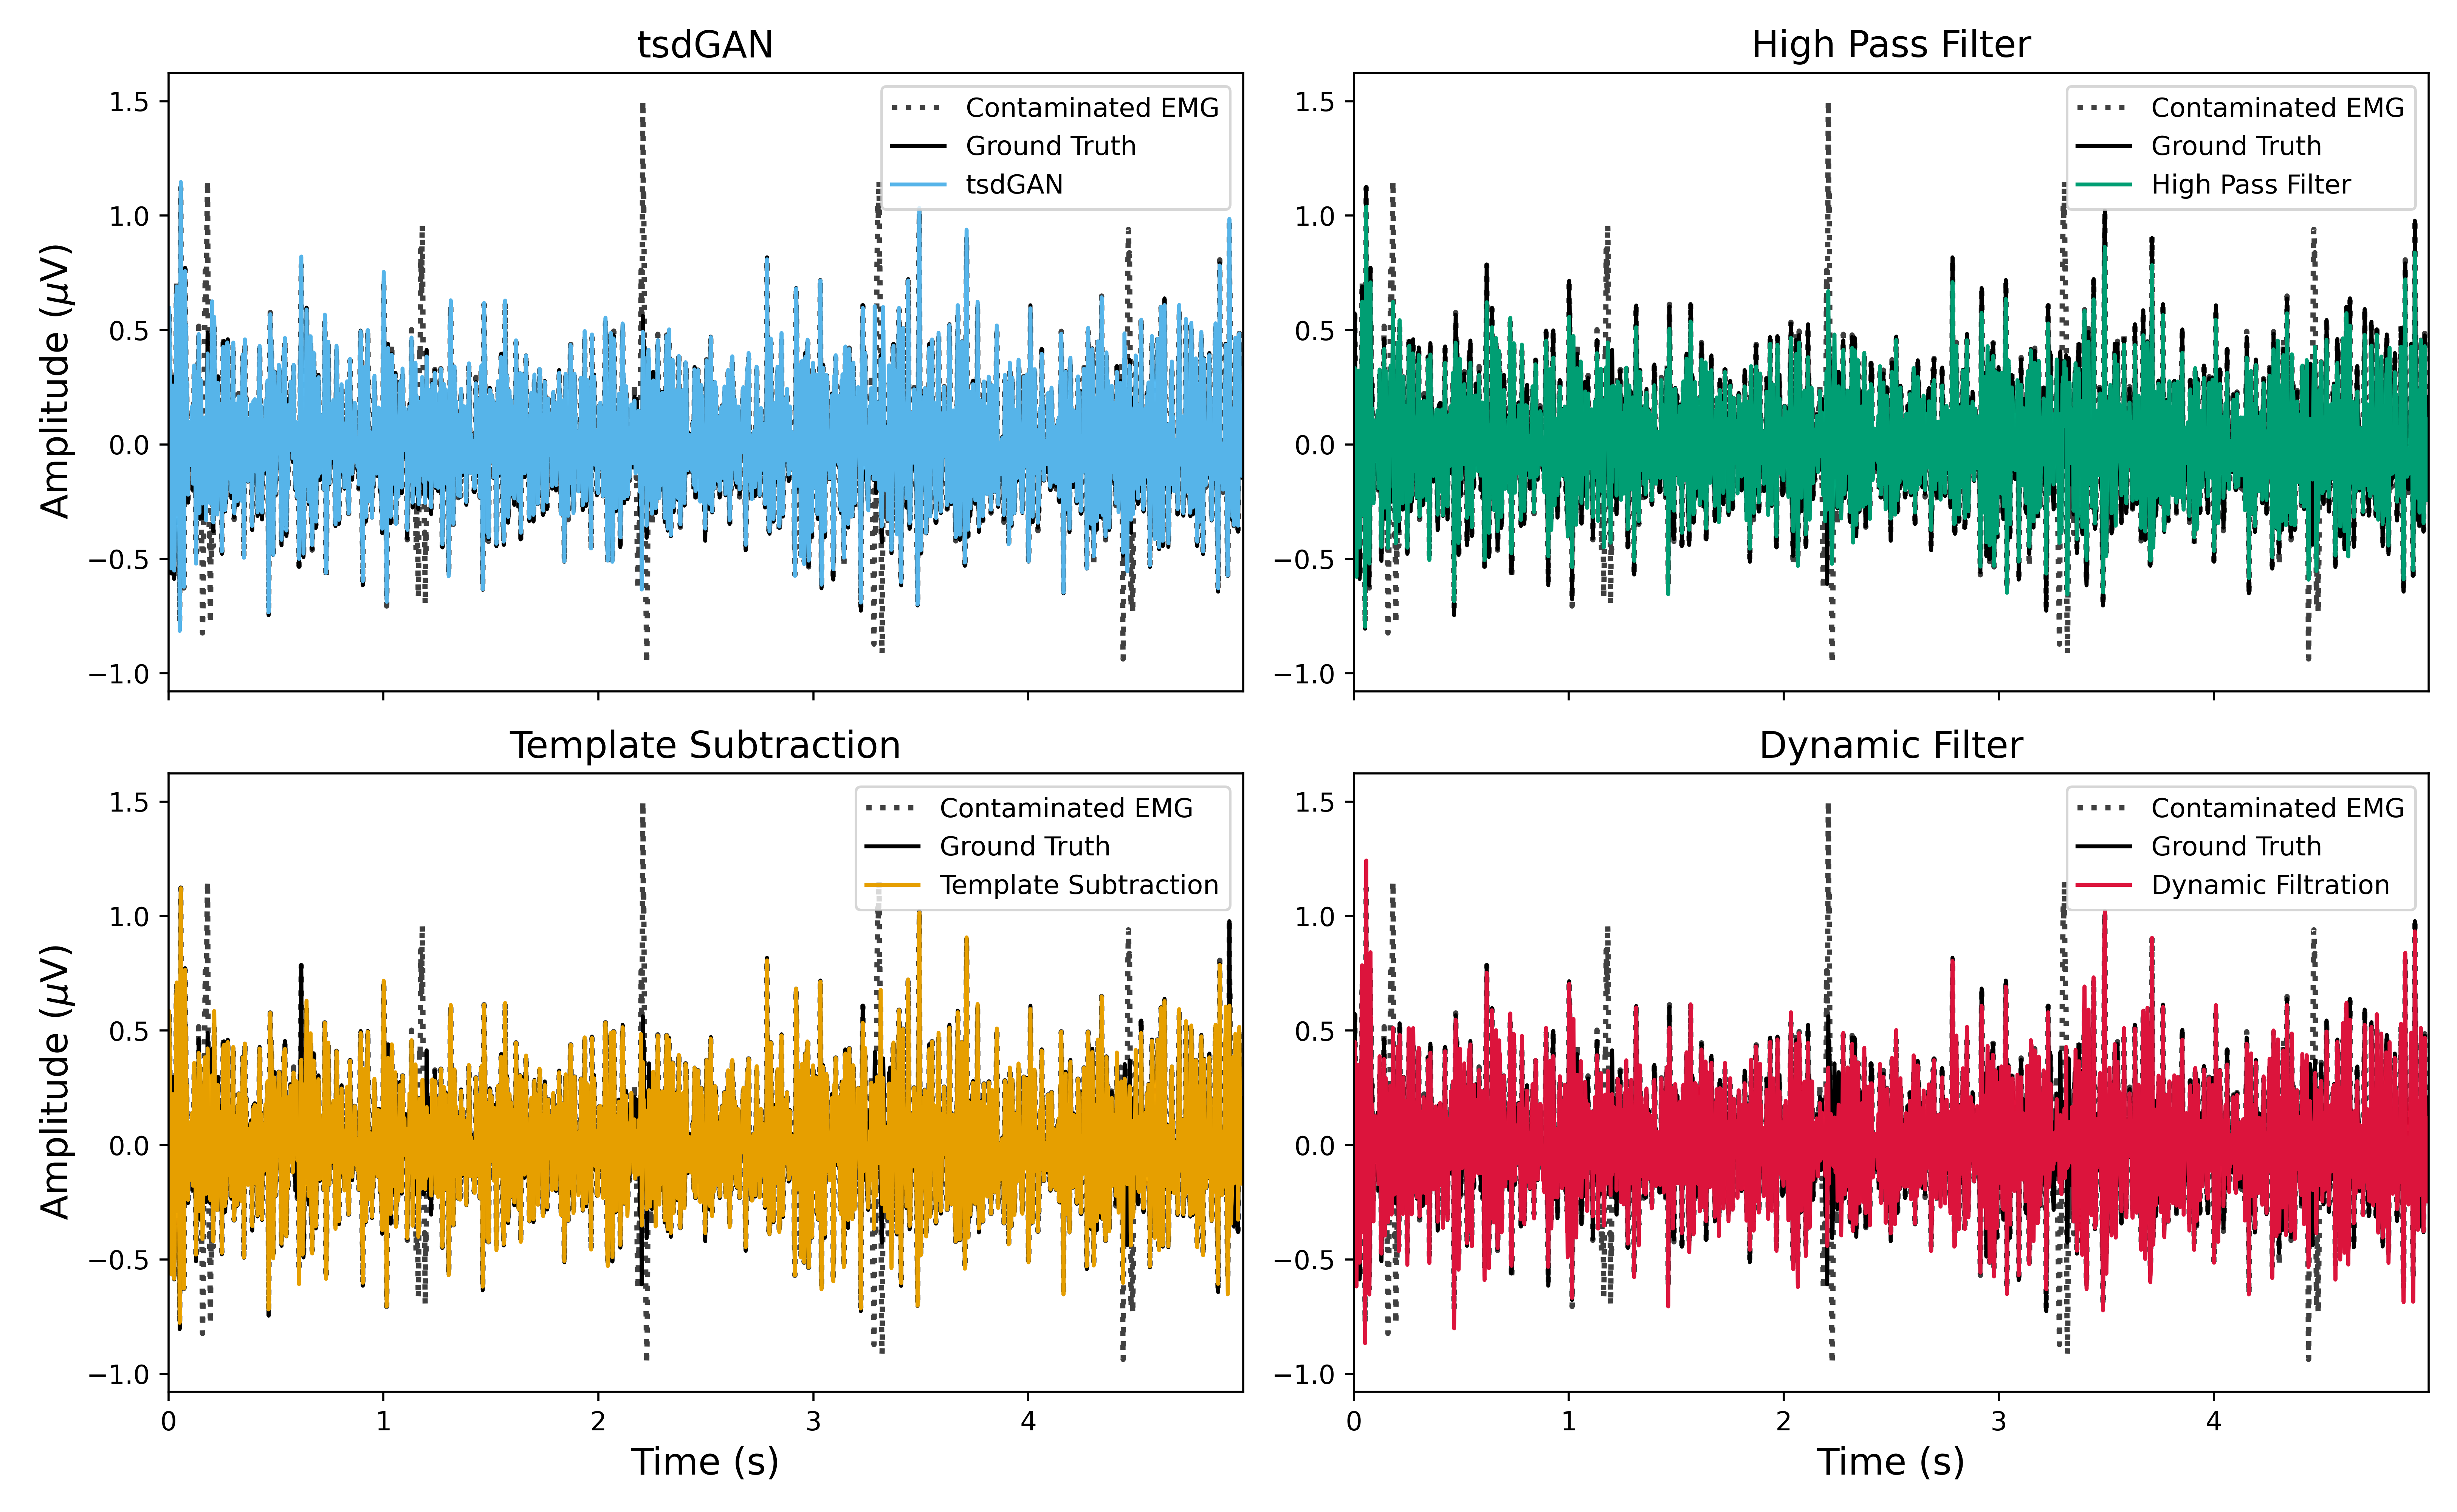 tsdGAN
1.5
1.0
0.5
0.0
−0.5
−1.0
Amplitude (μV)
Contaminated EMG
Ground Truth
tsdGAN
High Pass Filter
1.5
1.0
0.5
0.0
−0.5
−1.0
Contaminated EMG
Ground Truth
High Pass Filter
Template Subtraction
1.5
1.0
0.5
0.0
−0.5
−1.0
Amplitude (μV)
Contaminated EMG
Ground Truth
Template Subtraction
0 1 2 3 4
Time (s)
Dynamic Filter
1.5
1.0
0.5
0.0
−0.5
−1.0
Contaminated EMG
Ground Truth
Dynamic Filtration
0 1 2 3 4
Time (s)